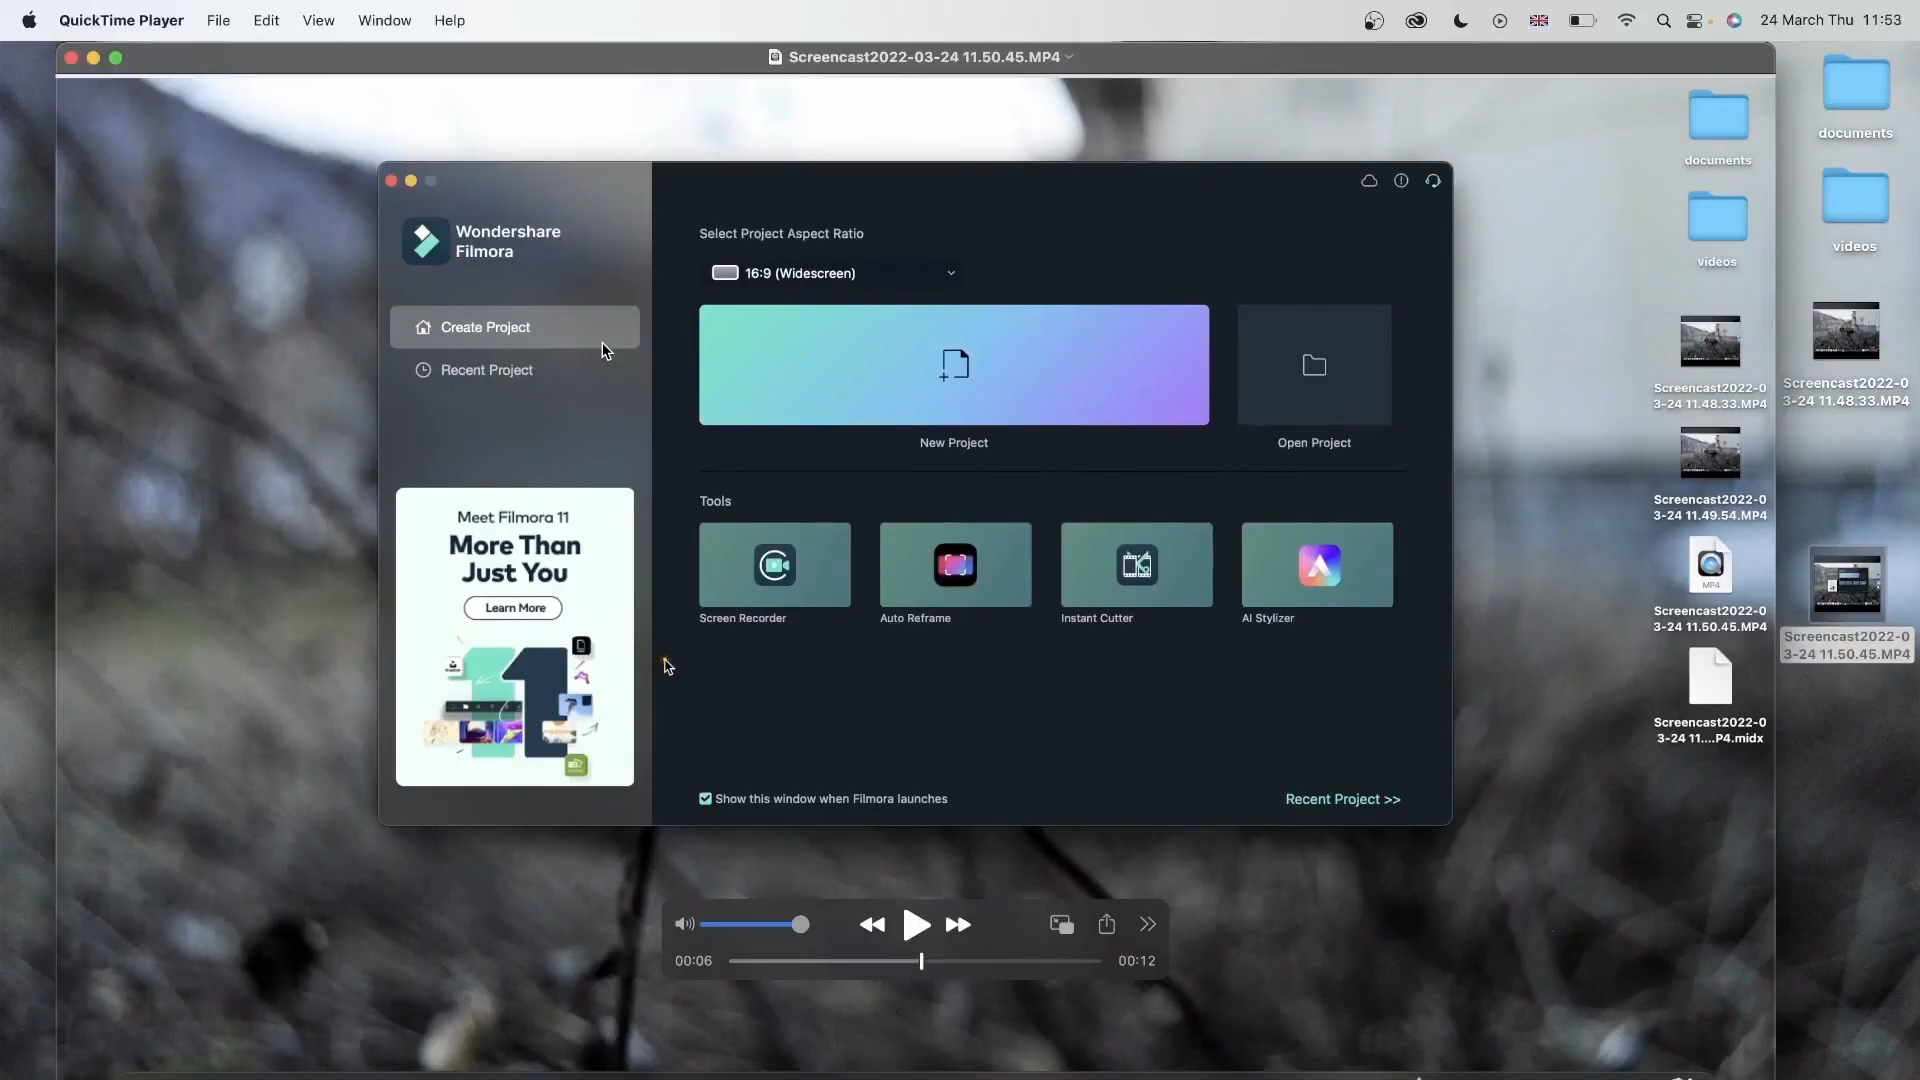 QuickTime Player File Edit View Window Help
24 March Thu 11:53
Screencast2022-03-24 11.50.45.MP4
Wondershare
Filmora
Create Project
Recent Project
Meet Filmora 11
More Than
Just You
Learn More
Select Project Aspect Ratio
16:9 (Widescreen)
New Project
Open Project
Tools
Screen Recorder
Auto Reframe
Instant Cutter
AI Stylizer
Show this window when Filmora launches
Recent Project >>
00:06
00:12
documents
videos
Screencast2022-0
3-24 11.48.33.MP4
Screencast2022-0
3-24 11.49.54.MP4
MP4
Screencast2022-0
3-24 11.50.45.MP4
Screencast2022-0
3-24 11....P4.midx
documents
videos
Screencast2022-0
3-24 11.48.33.MP4
Screencast2022-0
3-24 11.50.45.MP4